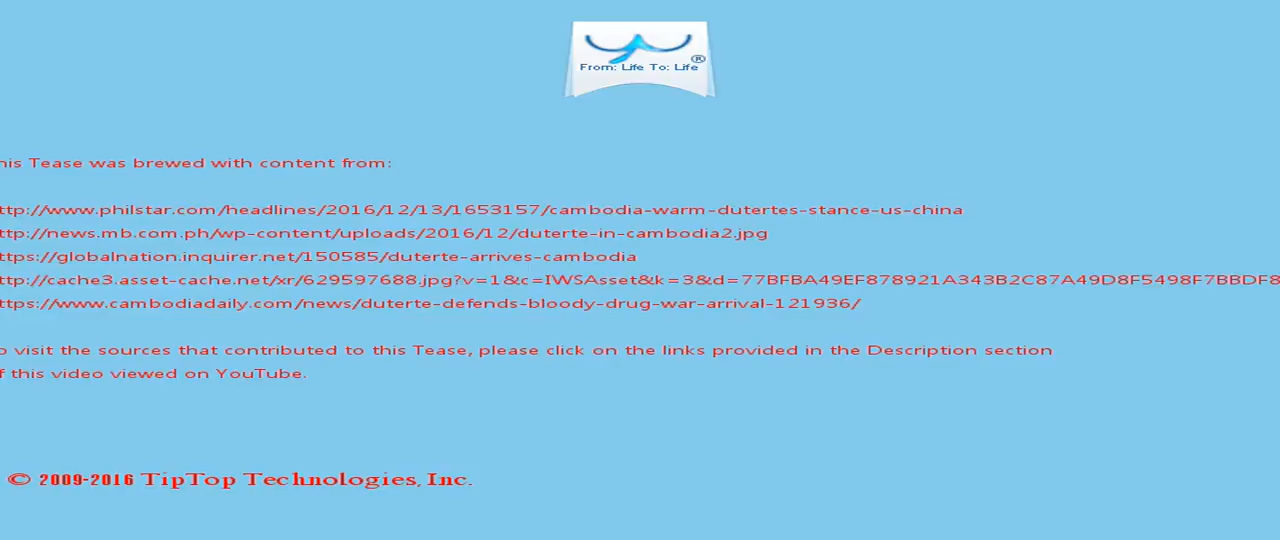 From: Life To: Life®
his Tease was brewed with content from:
ttp://www.philstar.com/headlines/2016/12/13/1653157/cambodia-warm-dutertes-stance-us-china
ttp://news.mb.com.ph/wp-content/uploads/2016/12/duterte-in-cambodia2.jpg
ttps://globalnation.inquirer.net/150585/duterte-arrives-cambodia
ttp://cache3.asset-cache.net/xr/629597688.jpg?v=1&c=IWSAsset&k=3&d=77BFBA49EF878921A343B2C87A49D8F5498F7BBDF8
ttps://www.cambodiadaily.com/news/duterte-defends-bloody-drug-war-arrival-121936/
o visit the sources that contributed to this Tease, please click on the links provided in the Description section
f this video viewed on YouTube.
© 2009-2016 TipTop Technologies, Inc.